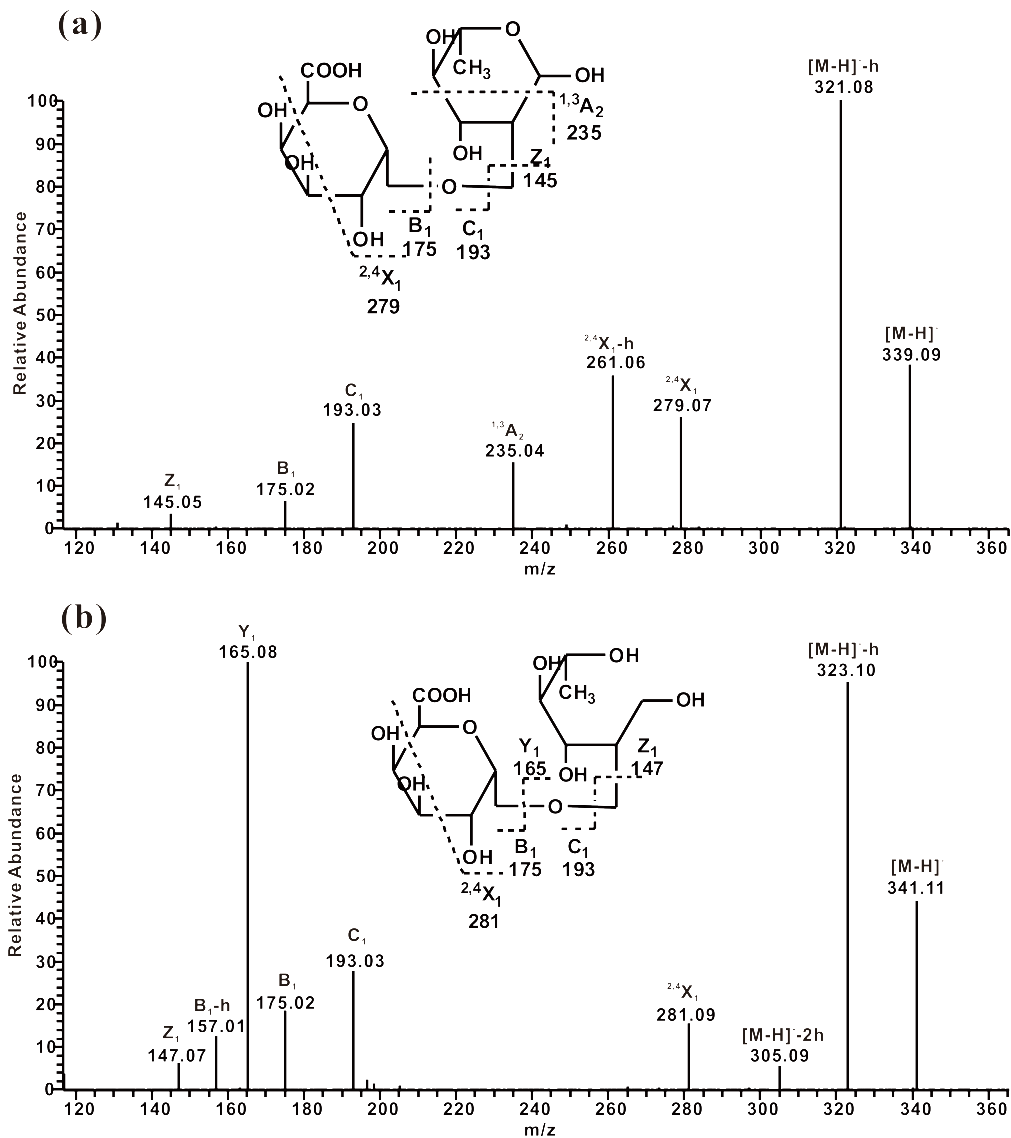 (a)
OH
O
CH3
OH
OH
COOH
O
OH
OH
OH
O
1,3A2
235
Z1
145
B1
175
C1
193
2,4X1
279
[M-H]--h
321.08
[M-H]-
339.09
2,4X1-h
261.06
2,4X1
279.07
C1
193.03
1,3A2
235.04
B1
175.02
Z1
145.05
Relative Abundance
100
90
80
70
60
50
40
30
20
10
0
120 140 160 180 200 220 240 260 280 300 320 340 360
m/z
(b)
Y1
165.08
[M-H]--h
323.10
OH
OH
CH3
OH
OH
COOH
O
OH
OH
OH
O
Y1
165
Z1
147
B1
175
C1
193
2,4X1
281
[M-H]-
341.11
C1
193.03
B1
175.02
B1-h
157.01
Z1
147.07
2,4X1
281.09
[M-H]--2h
305.09
Relative Abundance
100
90
80
70
60
50
40
30
20
10
0
120 140 160 180 200 220 240 260 280 300 320 340 360
m/z